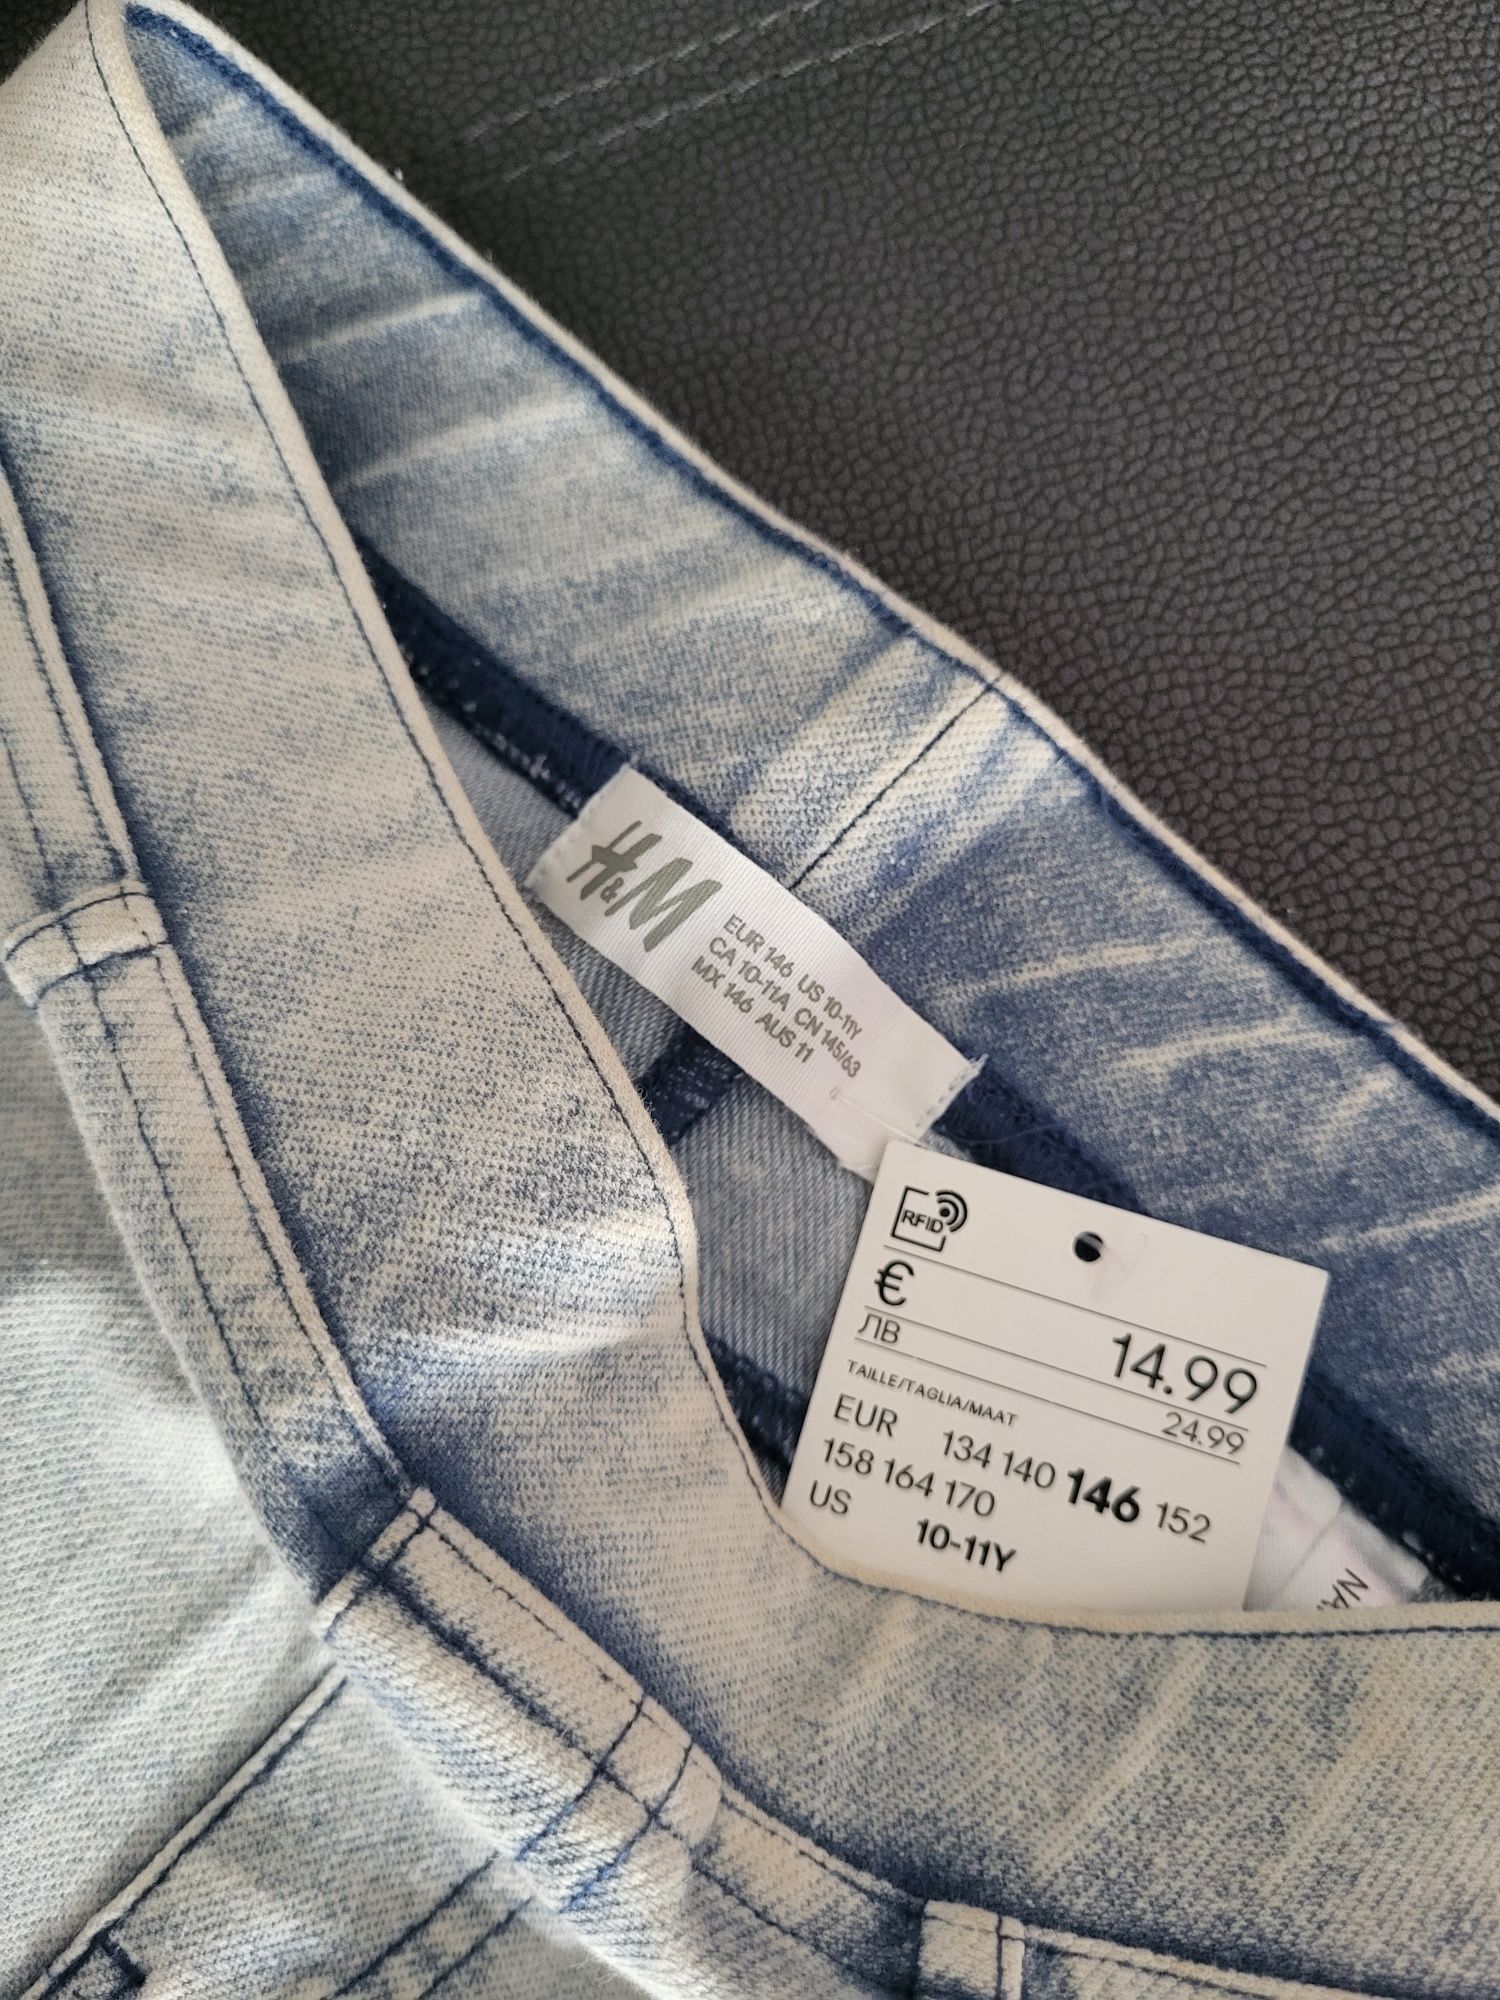 H&M
EUR 146 US 10-11Y
CA 10-11A CN 145/63
MX 146 AUS 11
RFID
€ 14.99
ЛВ 24.99
TAILLE/TAGLIA/MAAT
EUR 134 140 146 152
158 164 170
US 10-11Y